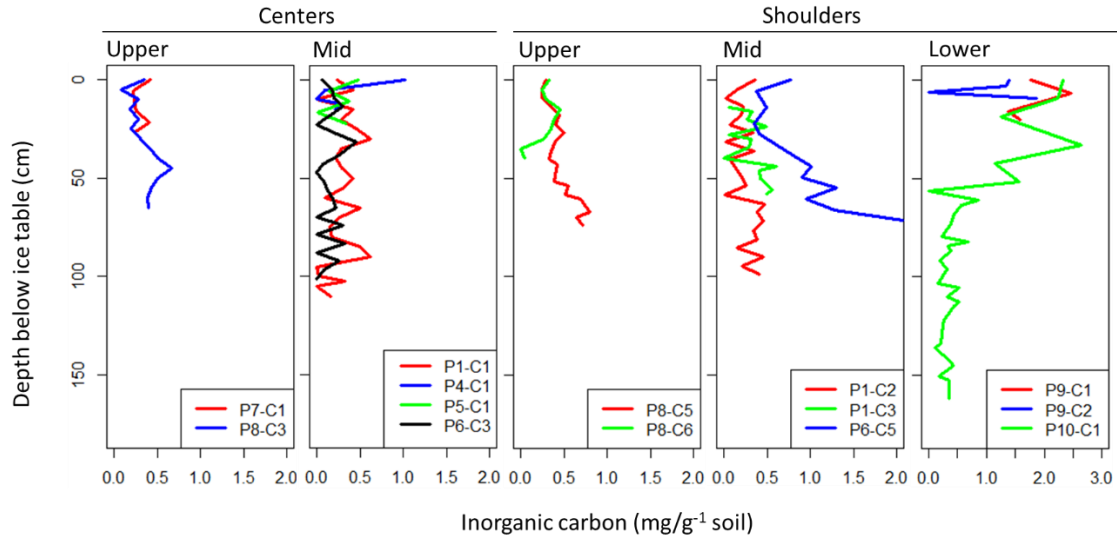 Centers
Shoulders
Upper
Mid
Upper
Mid
Lower
Depth below ice table (cm)
0
50
100
150
P7-C1
P8-C3
P1-C1
P4-C1
P5-C1
P6-C3
P8-C5
P8-C6
P1-C2
P1-C3
P6-C5
P9-C1
P9-C2
P10-C1
0.0 0.5 1.0 1.5 2.0
0.0 0.5 1.0 1.5 2.0
0.0 0.5 1.0 1.5 2.0
0.0 0.5 1.0 1.5 2.0
0.0 1.0 2.0 3.0
Inorganic carbon (mg/g⁻¹ soil)